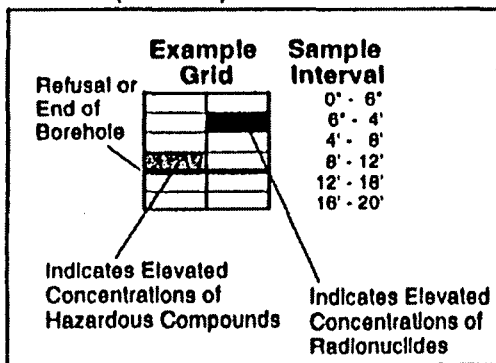 Example Grid
Sample Interval
Refusal or
End of
Borehole
0" - 6"
6" - 4'
4' - 8'
8' - 12'
12' - 16'
16' - 20'
Indicates Elevated
Concentrations of
Hazardous Compounds
Indicates Elevated
Concentrations of
Radionuclides